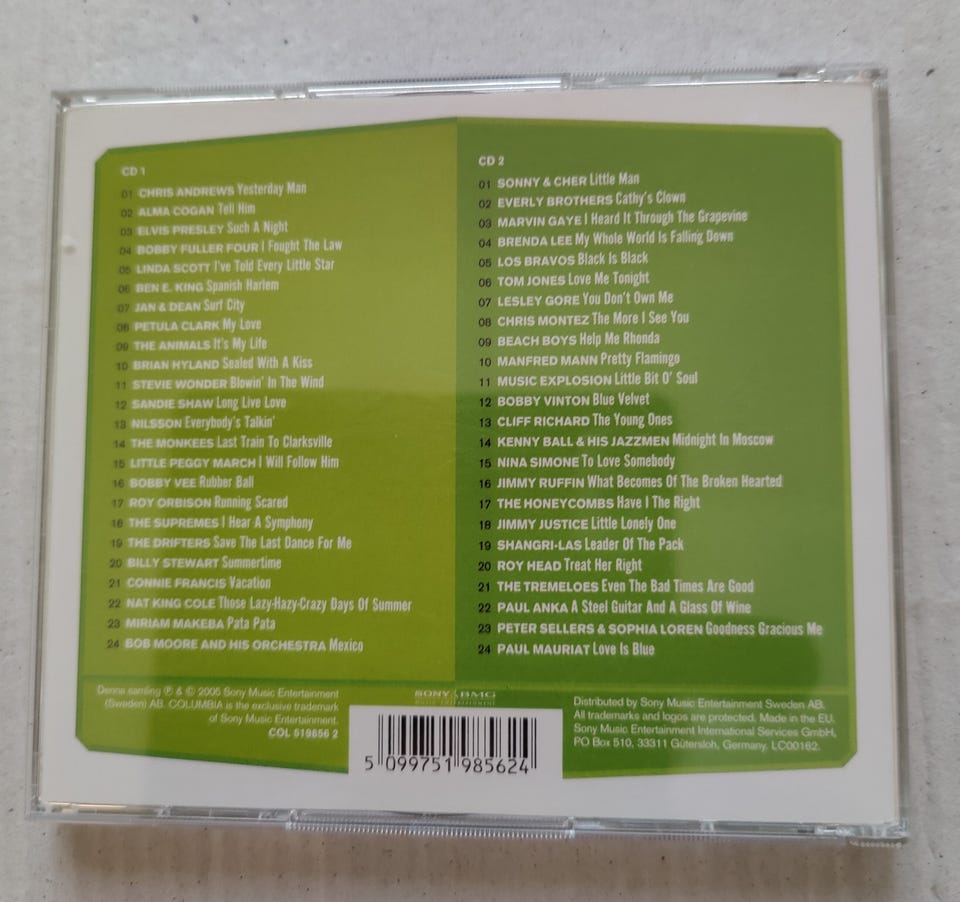 CD 1
01 CHRIS ANDREWS Yesterday Man
02 ALMA COGAN Tell Him
03 ELVIS PRESLEY Such A Night
04 BOBBY FULLER FOUR I Fought The Law
05 LINDA SCOTT I've Told Every Little Star
06 BEN E. KING Spanish Harlem
07 JAN & DEAN Surf City
08 PETULA CLARK My Love
09 THE ANIMALS It's My Life
10 BRIAN HYLAND Sealed With A Kiss
11 STEVIE WONDER Blowin' In The Wind
12 SANDIE SHAW Long Live Love
13 NILSSON Everybody's Talkin'
14 THE MONKEES Last Train To Clarksville
15 LITTLE PEGGY MARCH I Will Follow Him
16 BOBBY VEE Rubber Ball
17 ROY ORBISON Running Scared
18 THE SUPREMES I Hear A Symphony
19 THE DRIFTERS Save The Last Dance For Me
20 BILLY STEWART Summertime
21 CONNIE FRANCIS Vacation
22 NAT KING COLE Those Lazy-Hazy-Crazy Days Of Summer
23 MIRIAM MAKEBA Pata Pata
24 BOB MOORE AND HIS ORCHESTRA Mexico
CD 2
01 SONNY & CHER Little Man
02 EVERLY BROTHERS Cathy's Clown
03 MARVIN GAYE I Heard It Through The Grapevine
04 BRENDA LEE My Whole World Is Falling Down
05 LOS BRAVOS Black Is Black
06 TOM JONES Love Me Tonight
07 LESLEY GORE You Don't Own Me
08 CHRIS MONTEZ The More I See You
09 BEACH BOYS Help Me Rhonda
10 MANFRED MANN Pretty Flamingo
11 MUSIC EXPLOSION Little Bit O' Soul
12 BOBBY VINTON Blue Velvet
13 CLIFF RICHARD The Young Ones
14 KENNY BALL & HIS JAZZMEN Midnight In Moscow
15 NINA SIMONE To Love Somebody
16 JIMMY RUFFIN What Becomes Of The Broken Hearted
17 THE HONEYCOMBS Have I The Right
18 JIMMY JUSTICE Little Lonely One
19 SHANGRI-LAS Leader Of The Pack
20 ROY HEAD Treat Her Right
21 THE TREMELOES Even The Bad Times Are Good
22 PAUL ANKA A Steel Guitar And A Glass Of Wine
23 PETER SELLERS & SOPHIA LOREN Goodness Gracious Me
24 PAUL MAURIAT Love Is Blue
Denna samling ℗ & © 2005 Sony Music Entertainment
(Sweden) AB. COLUMBIA is the exclusive trademark
of Sony Music Entertainment.
COL 519856 2
SONY BMG
MUSIC ENTERTAINMENT
5 099751 985624
Distributed by Sony Music Entertainment Sweden AB.
All trademarks and logos are protected. Made in the EU.
Sony Music Entertainment International Services GmbH,
PO Box 510, 33311 Gütersloh, Germany. LC00162.